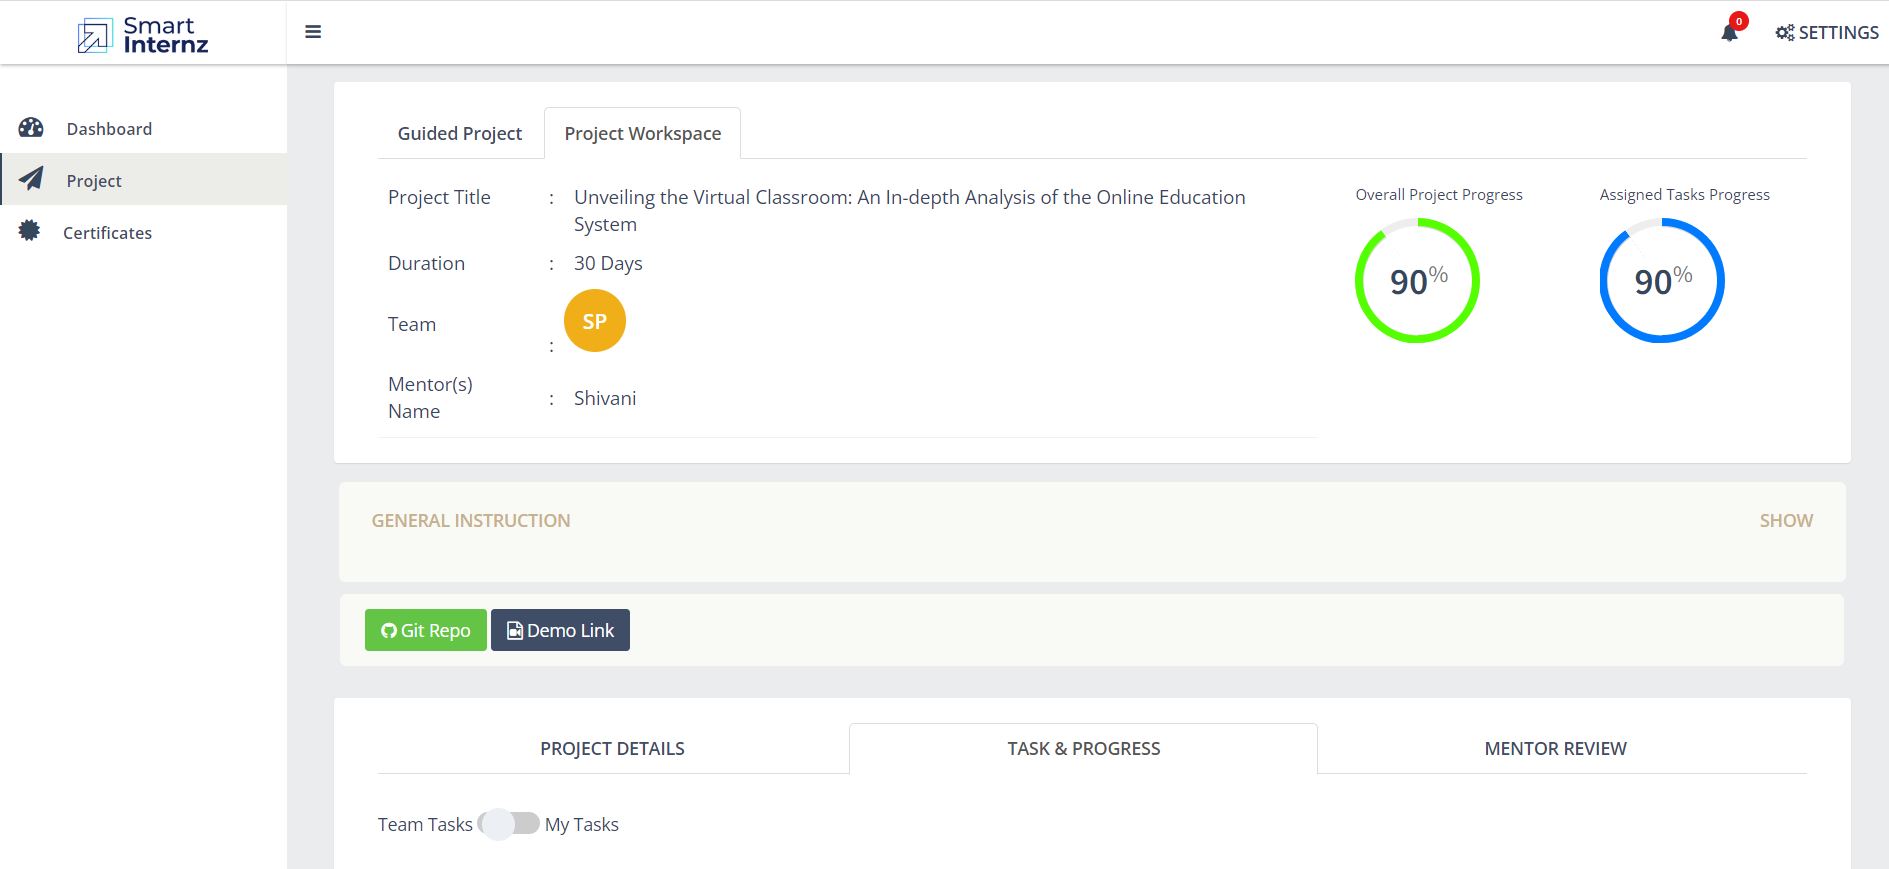 Smart
Internz
0
SETTINGS
Dashboard
Project
Certificates
Guided Project
Project Workspace
Project Title : Unveiling the Virtual Classroom: An In-depth Analysis of the Online Education
System
Duration : 30 Days
Team : SP
Mentor(s)
Name : Shivani
Overall Project Progress
90%
Assigned Tasks Progress
90%
GENERAL INSTRUCTION
SHOW
Git Repo
Demo Link
PROJECT DETAILS
TASK & PROGRESS
MENTOR REVIEW
Team Tasks
My Tasks